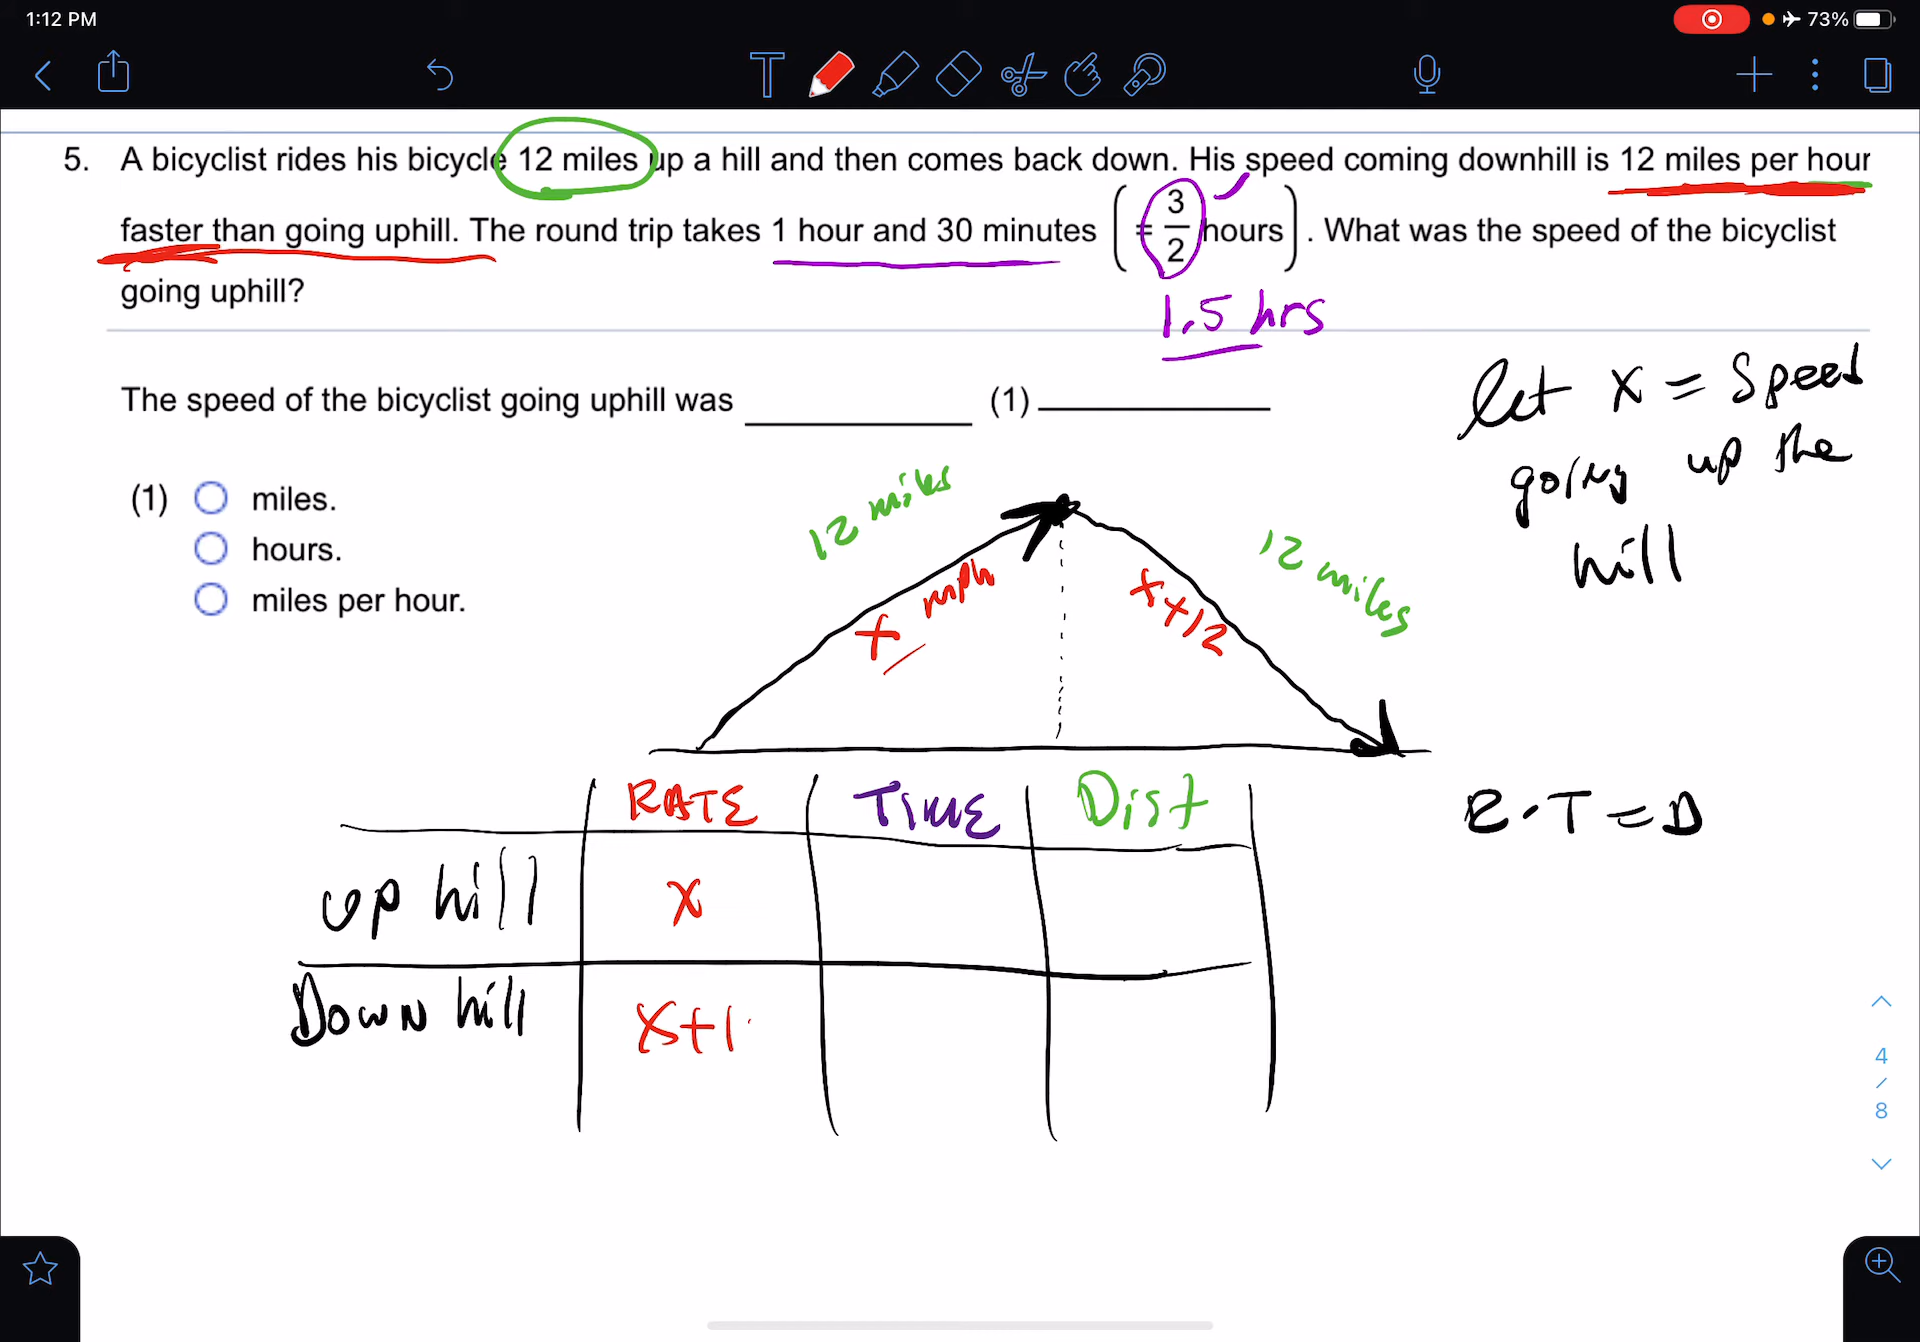 1:12 PM
73%
5. A bicyclist rides his bicycle 12 miles up a hill and then comes back down. His speed coming downhill is 12 miles per hour
faster than going uphill. The round trip takes 1 hour and 30 minutes (= 3/2 hours). What was the speed of the bicyclist
going uphill?
1.5 hrs
The speed of the bicyclist going uphill was ________ (1) ________
let x = speed
going up the
hill
(1) miles.
hours.
miles per hour.
12 miles
12 miles
x mph
x+12
RATE TIME Dist
R·T=D
up hill x
Down hill x+1
4
/
8